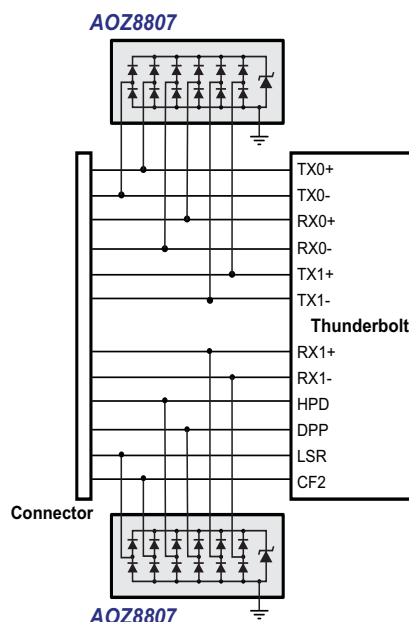 AOZ8807
TX0+
TX0-
RX0+
RX0-
TX1+
TX1-
Thunderbolt
RX1+
RX1-
HPD
DPP
LSR
CF2
Connector
AOZ8807